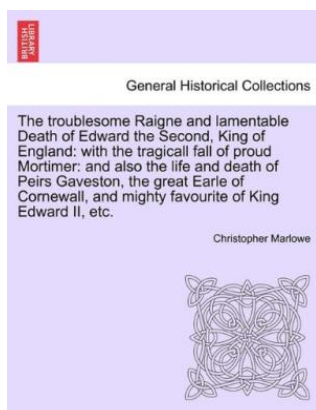 BRITISH
LIBRARY
General Historical Collections
The troublesome Raigne and lamentable
Death of Edward the Second, King of
England: with the tragicall fall of proud
Mortimer: and also the life and death of
Peirs Gaveston, the great Earle of
Cornewall, and mighty favourite of King
Edward II, etc.
Christopher Marlowe